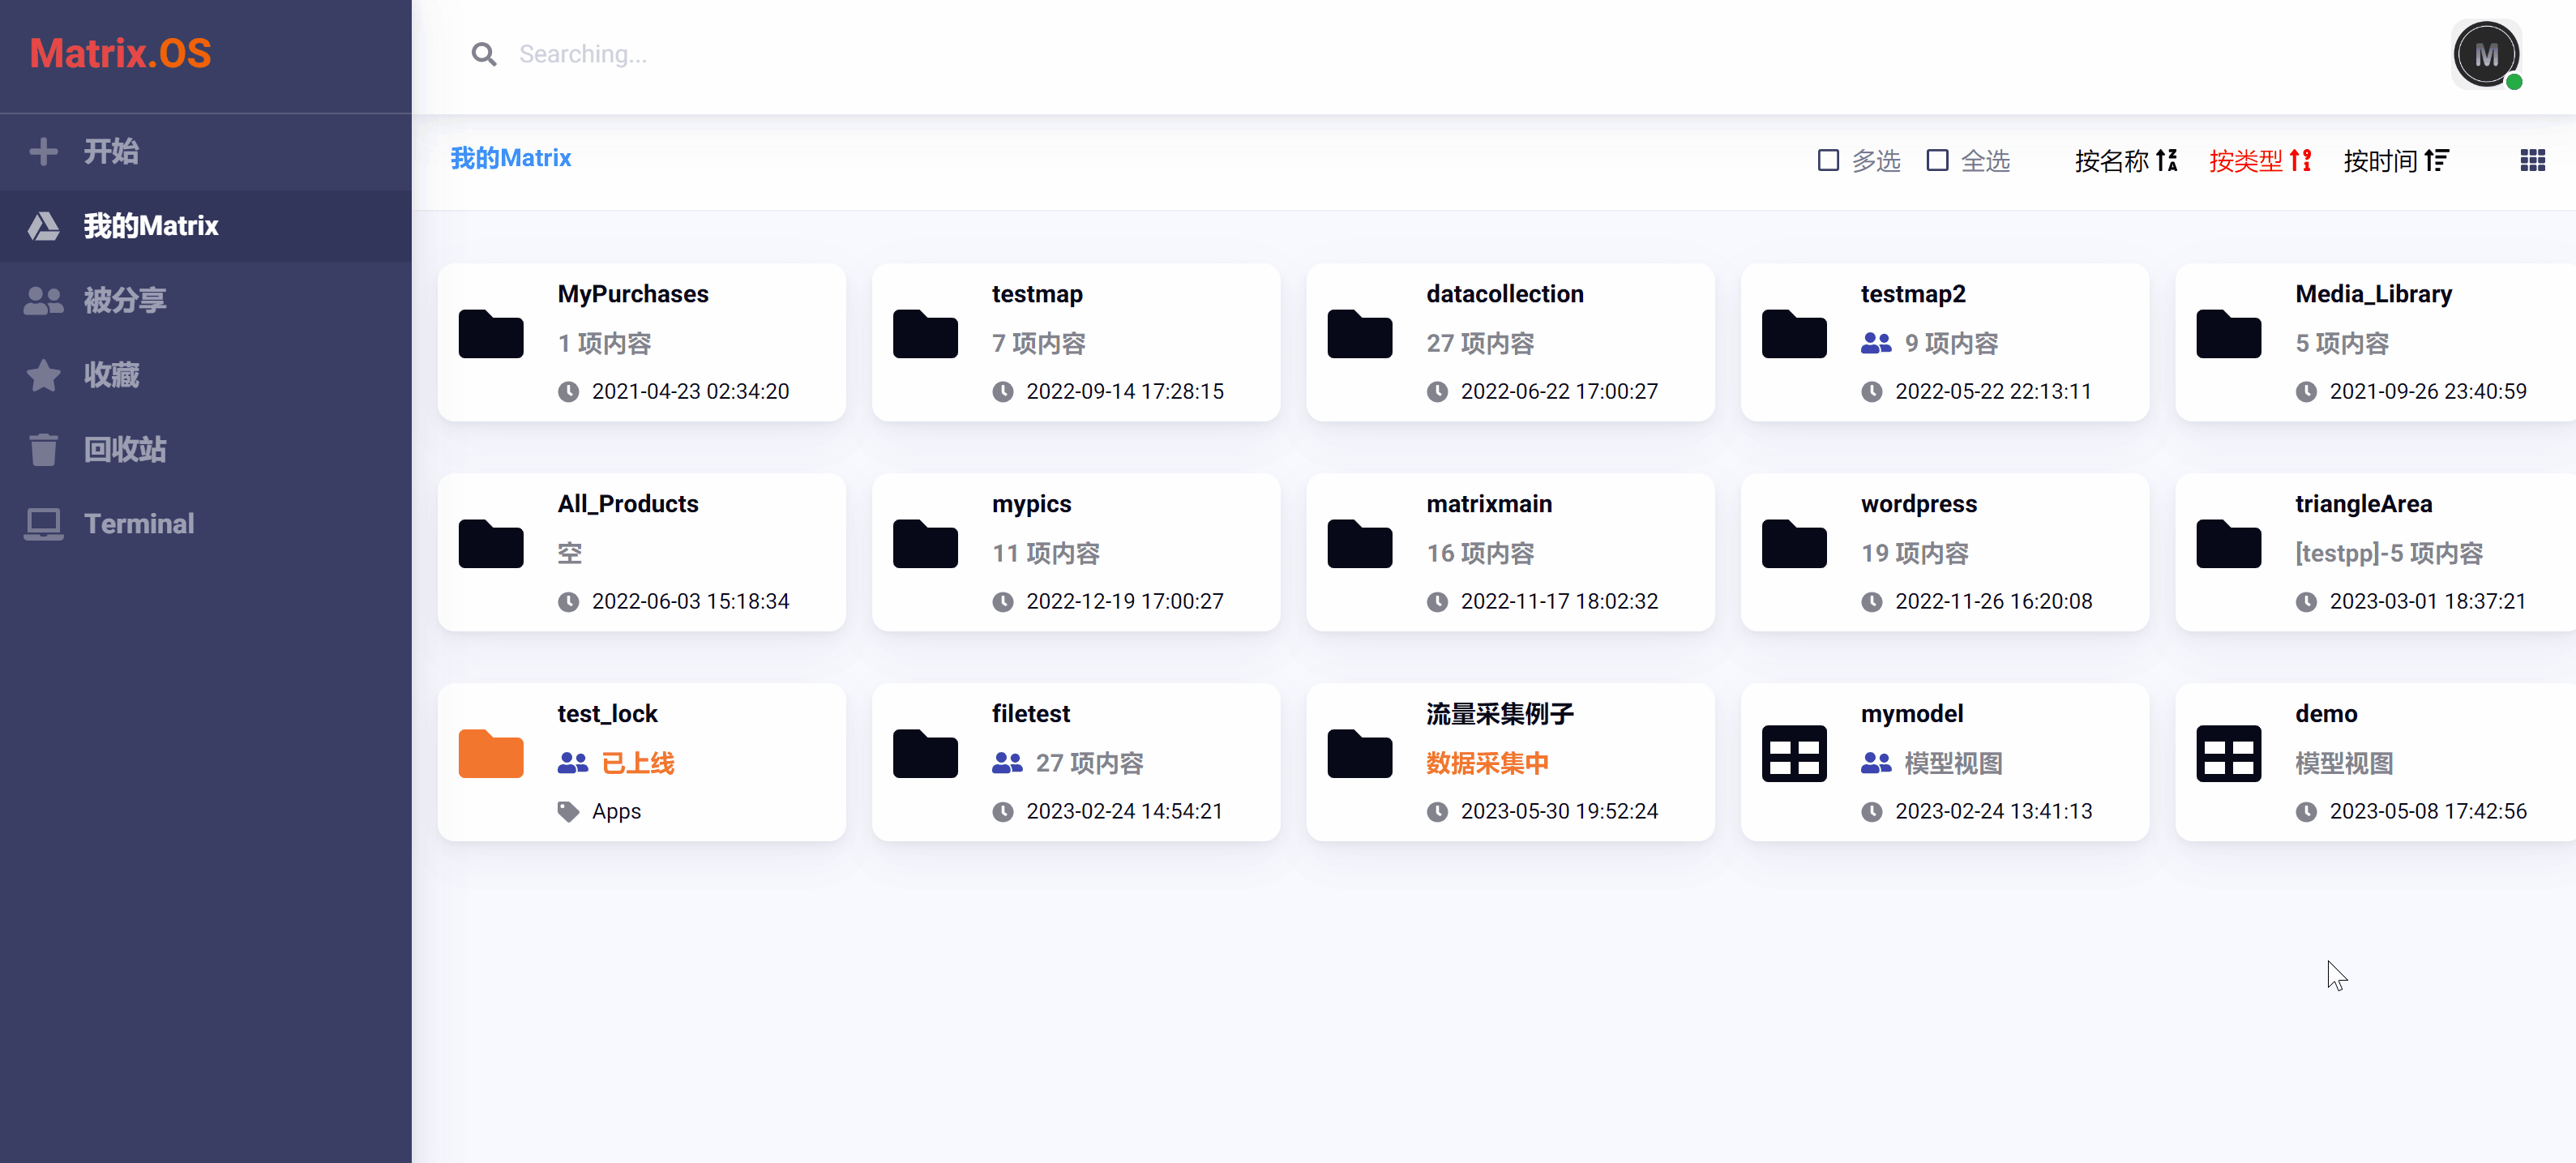 Matrix.OS
Searching...
M
开始
我的Matrix
被分享
收藏
回收站
Terminal
我的Matrix
多选 全选 按名称 按类型 按时间
MyPurchases
1 项内容
2021-04-23 02:34:20
testmap
7 项内容
2022-09-14 17:28:15
datacollection
27 项内容
2022-06-22 17:00:27
testmap2
9 项内容
2022-05-22 22:13:11
Media_Library
5 项内容
2021-09-26 23:40:59
All_Products
空
2022-06-03 15:18:34
mypics
11 项内容
2022-12-19 17:00:27
matrixmain
16 项内容
2022-11-17 18:02:32
wordpress
19 项内容
2022-11-26 16:20:08
triangleArea
[testpp]-5 项内容
2023-03-01 18:37:21
test_lock
已上线
Apps
filetest
27 项内容
2023-02-24 14:54:21
流量采集例子
数据采集中
2023-05-30 19:52:24
mymodel
模型视图
2023-02-24 13:41:13
demo
模型视图
2023-05-08 17:42:56